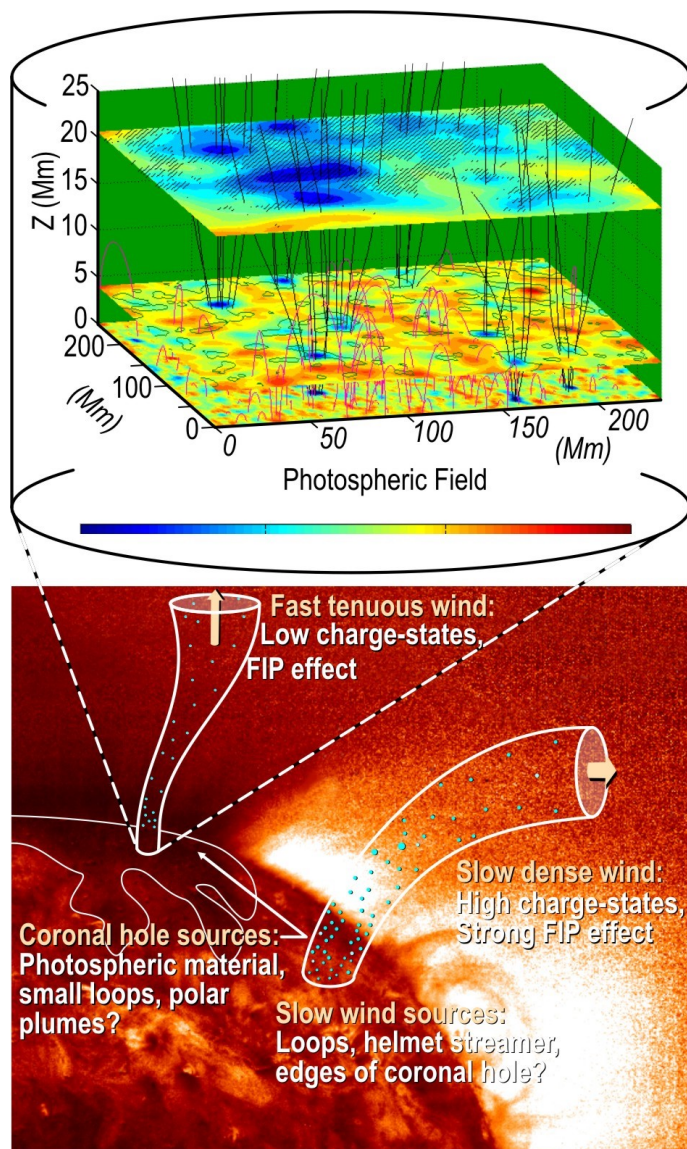 25
20
15
10
5
0
Z (Mm)
200
100
0
(Mm)
0
50
100
150
200
(Mm)
Photospheric Field
Fast tenuous wind:
Low charge-states,
FIP effect
Slow dense wind:
High charge-states,
Strong FIP effect
Coronal hole sources:
Photospheric material,
small loops, polar
plumes?
Slow wind sources:
Loops, helmet streamer,
edges of coronal hole?